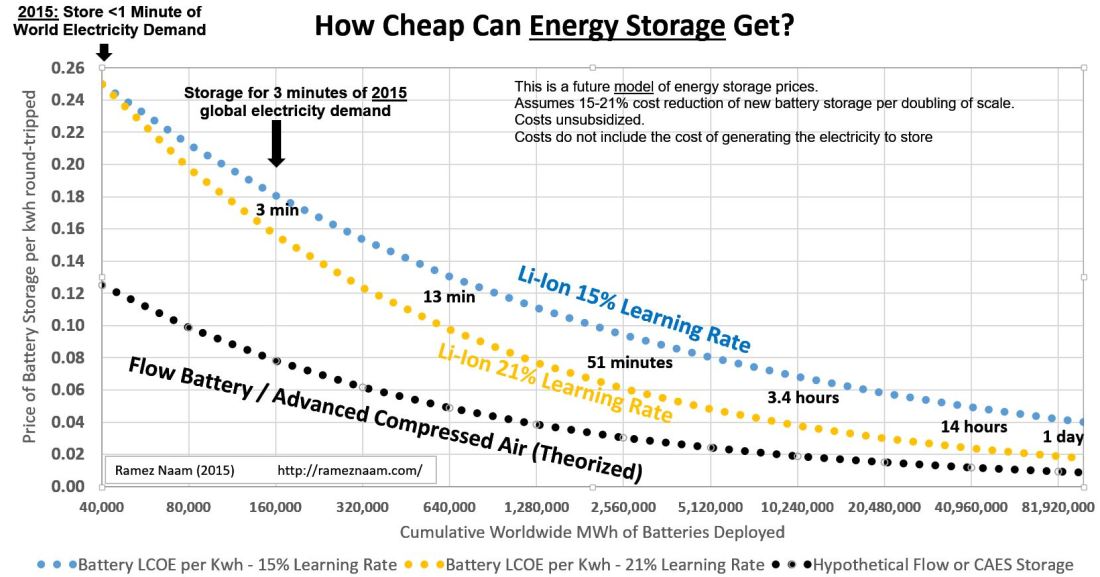 2015: Store <1 Minute of
World Electricity Demand
How Cheap Can Energy Storage Get?
This is a future model of energy storage prices.
Assumes 15-21% cost reduction of new battery storage per doubling of scale.
Costs unsubsidized.
Costs do not include the cost of generating the electricity to store
Storage for 3 minutes of 2015
global electricity demand
Price of Battery Storage per kwh round-tripped
0.26
0.24
0.22
0.20
0.18
0.16
0.14
0.12
0.10
0.08
0.06
0.04
0.02
0.00
3 min
13 min
51 minutes
3.4 hours
14 hours
1 day
Li-Ion 15% Learning Rate
Li-Ion 21% Learning Rate
Flow Battery / Advanced Compressed Air (Theorized)
Ramez Naam (2015) http://rameznaam.com/
40,000 80,000 160,000 320,000 640,000 1,280,000 2,560,000 5,120,000 10,240,000 20,480,000 40,960,000 81,920,000
Cumulative Worldwide MWh of Batteries Deployed
Battery LCOE per Kwh - 15% Learning Rate Battery LCOE per Kwh - 21% Learning Rate Hypothetical Flow or CAES Storage